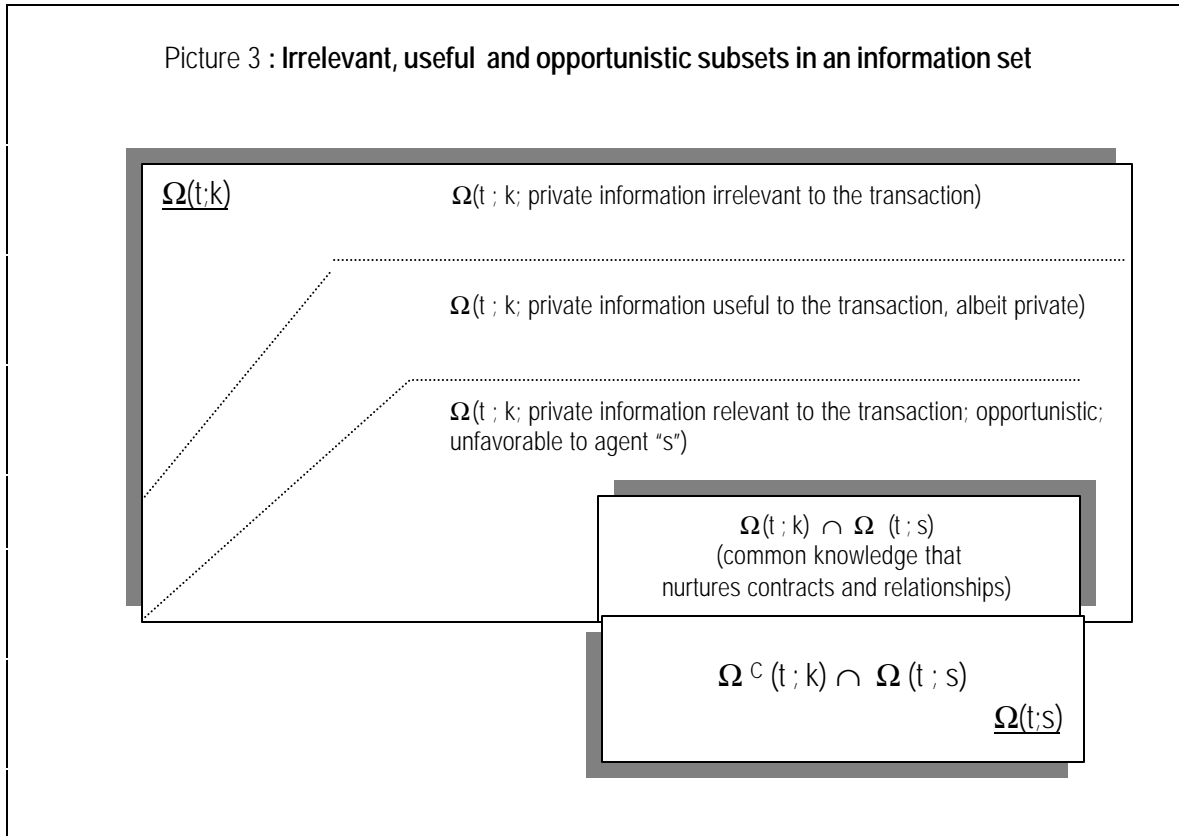 Picture 3 : Irrelevant, useful and opportunistic subsets in an information set
Ω(t;k)
Ω(t ; k; private information irrelevant to the transaction)
Ω(t ; k; private information useful to the transaction, albeit private)
Ω(t ; k; private information relevant to the transaction; opportunistic;
unfavorable to agent “s”)
Ω(t ; k) ∩ Ω (t ; s)
(common knowledge that
nurtures contracts and relationships)
Ω ᶜ (t ; k) ∩ Ω (t ; s)
Ω(t;s)